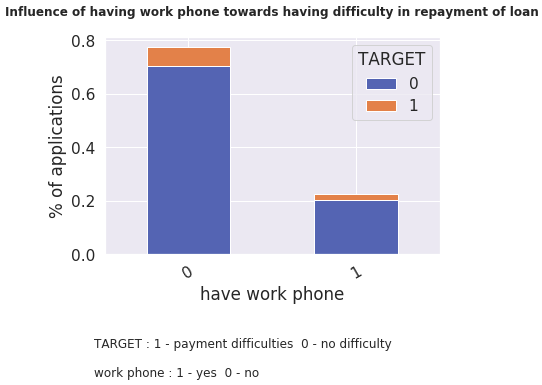 Influence of having work phone towards having difficulty in repayment of loan
0.8
0.6
0.4
0.2
0.0
% of applications
TARGET
0
1
0
1
have work phone
TARGET : 1 - payment difficulties  0 - no difficulty
work phone : 1 - yes  0 - no